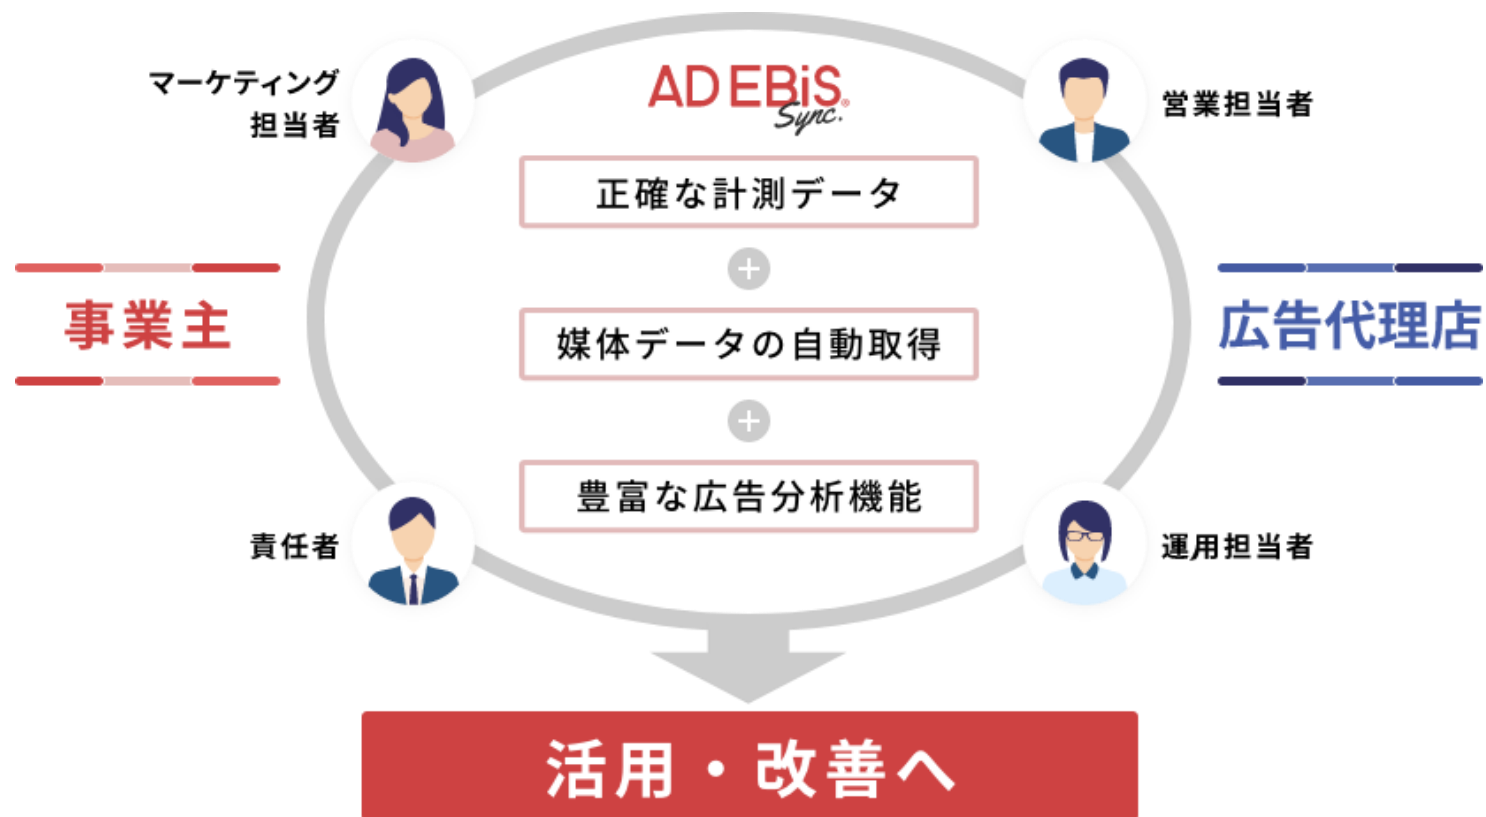 マーケティング
担当者
AD EBiS®
Sync.
営業担当者
正確な計測データ
+
事業主
媒体データの自動取得
広告代理店
+
豊富な広告分析機能
責任者
運用担当者
活用・改善へ